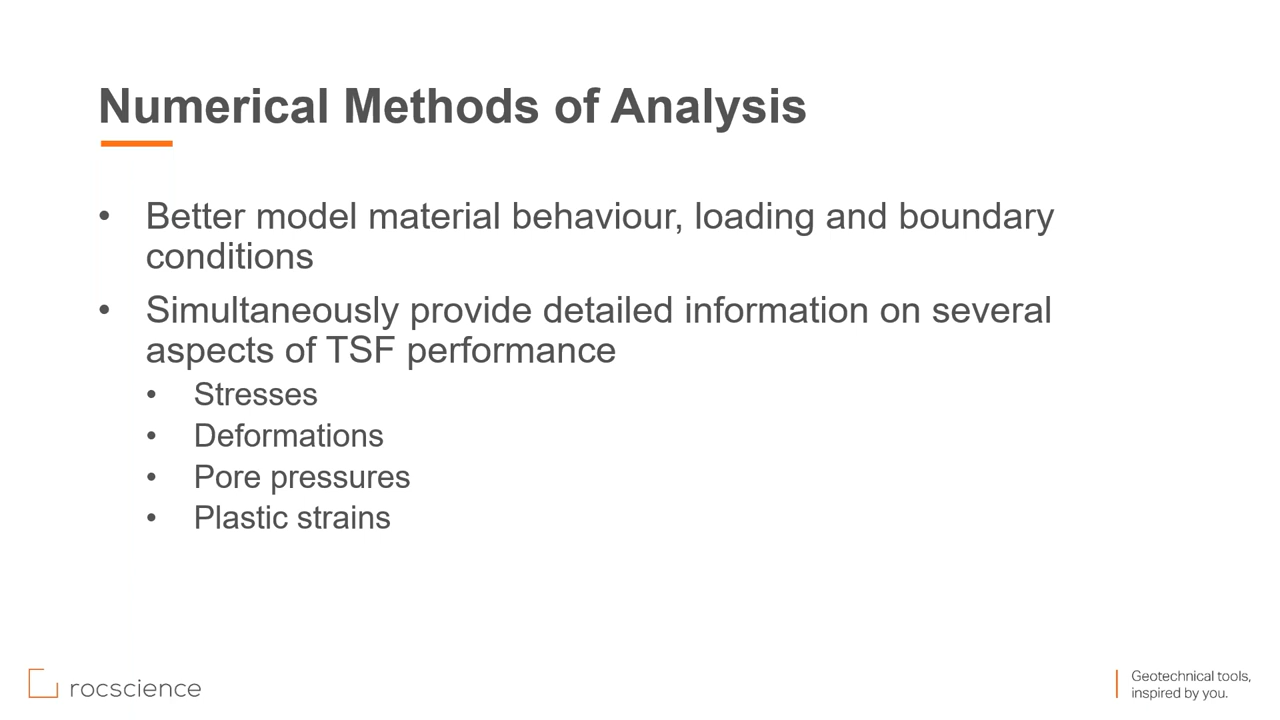 Numerical Methods of Analysis
• Better model material behaviour, loading and boundary
conditions
• Simultaneously provide detailed information on several
aspects of TSF performance
• Stresses
• Deformations
• Pore pressures
• Plastic strains
rocscience
Geotechnical tools,
inspired by you.